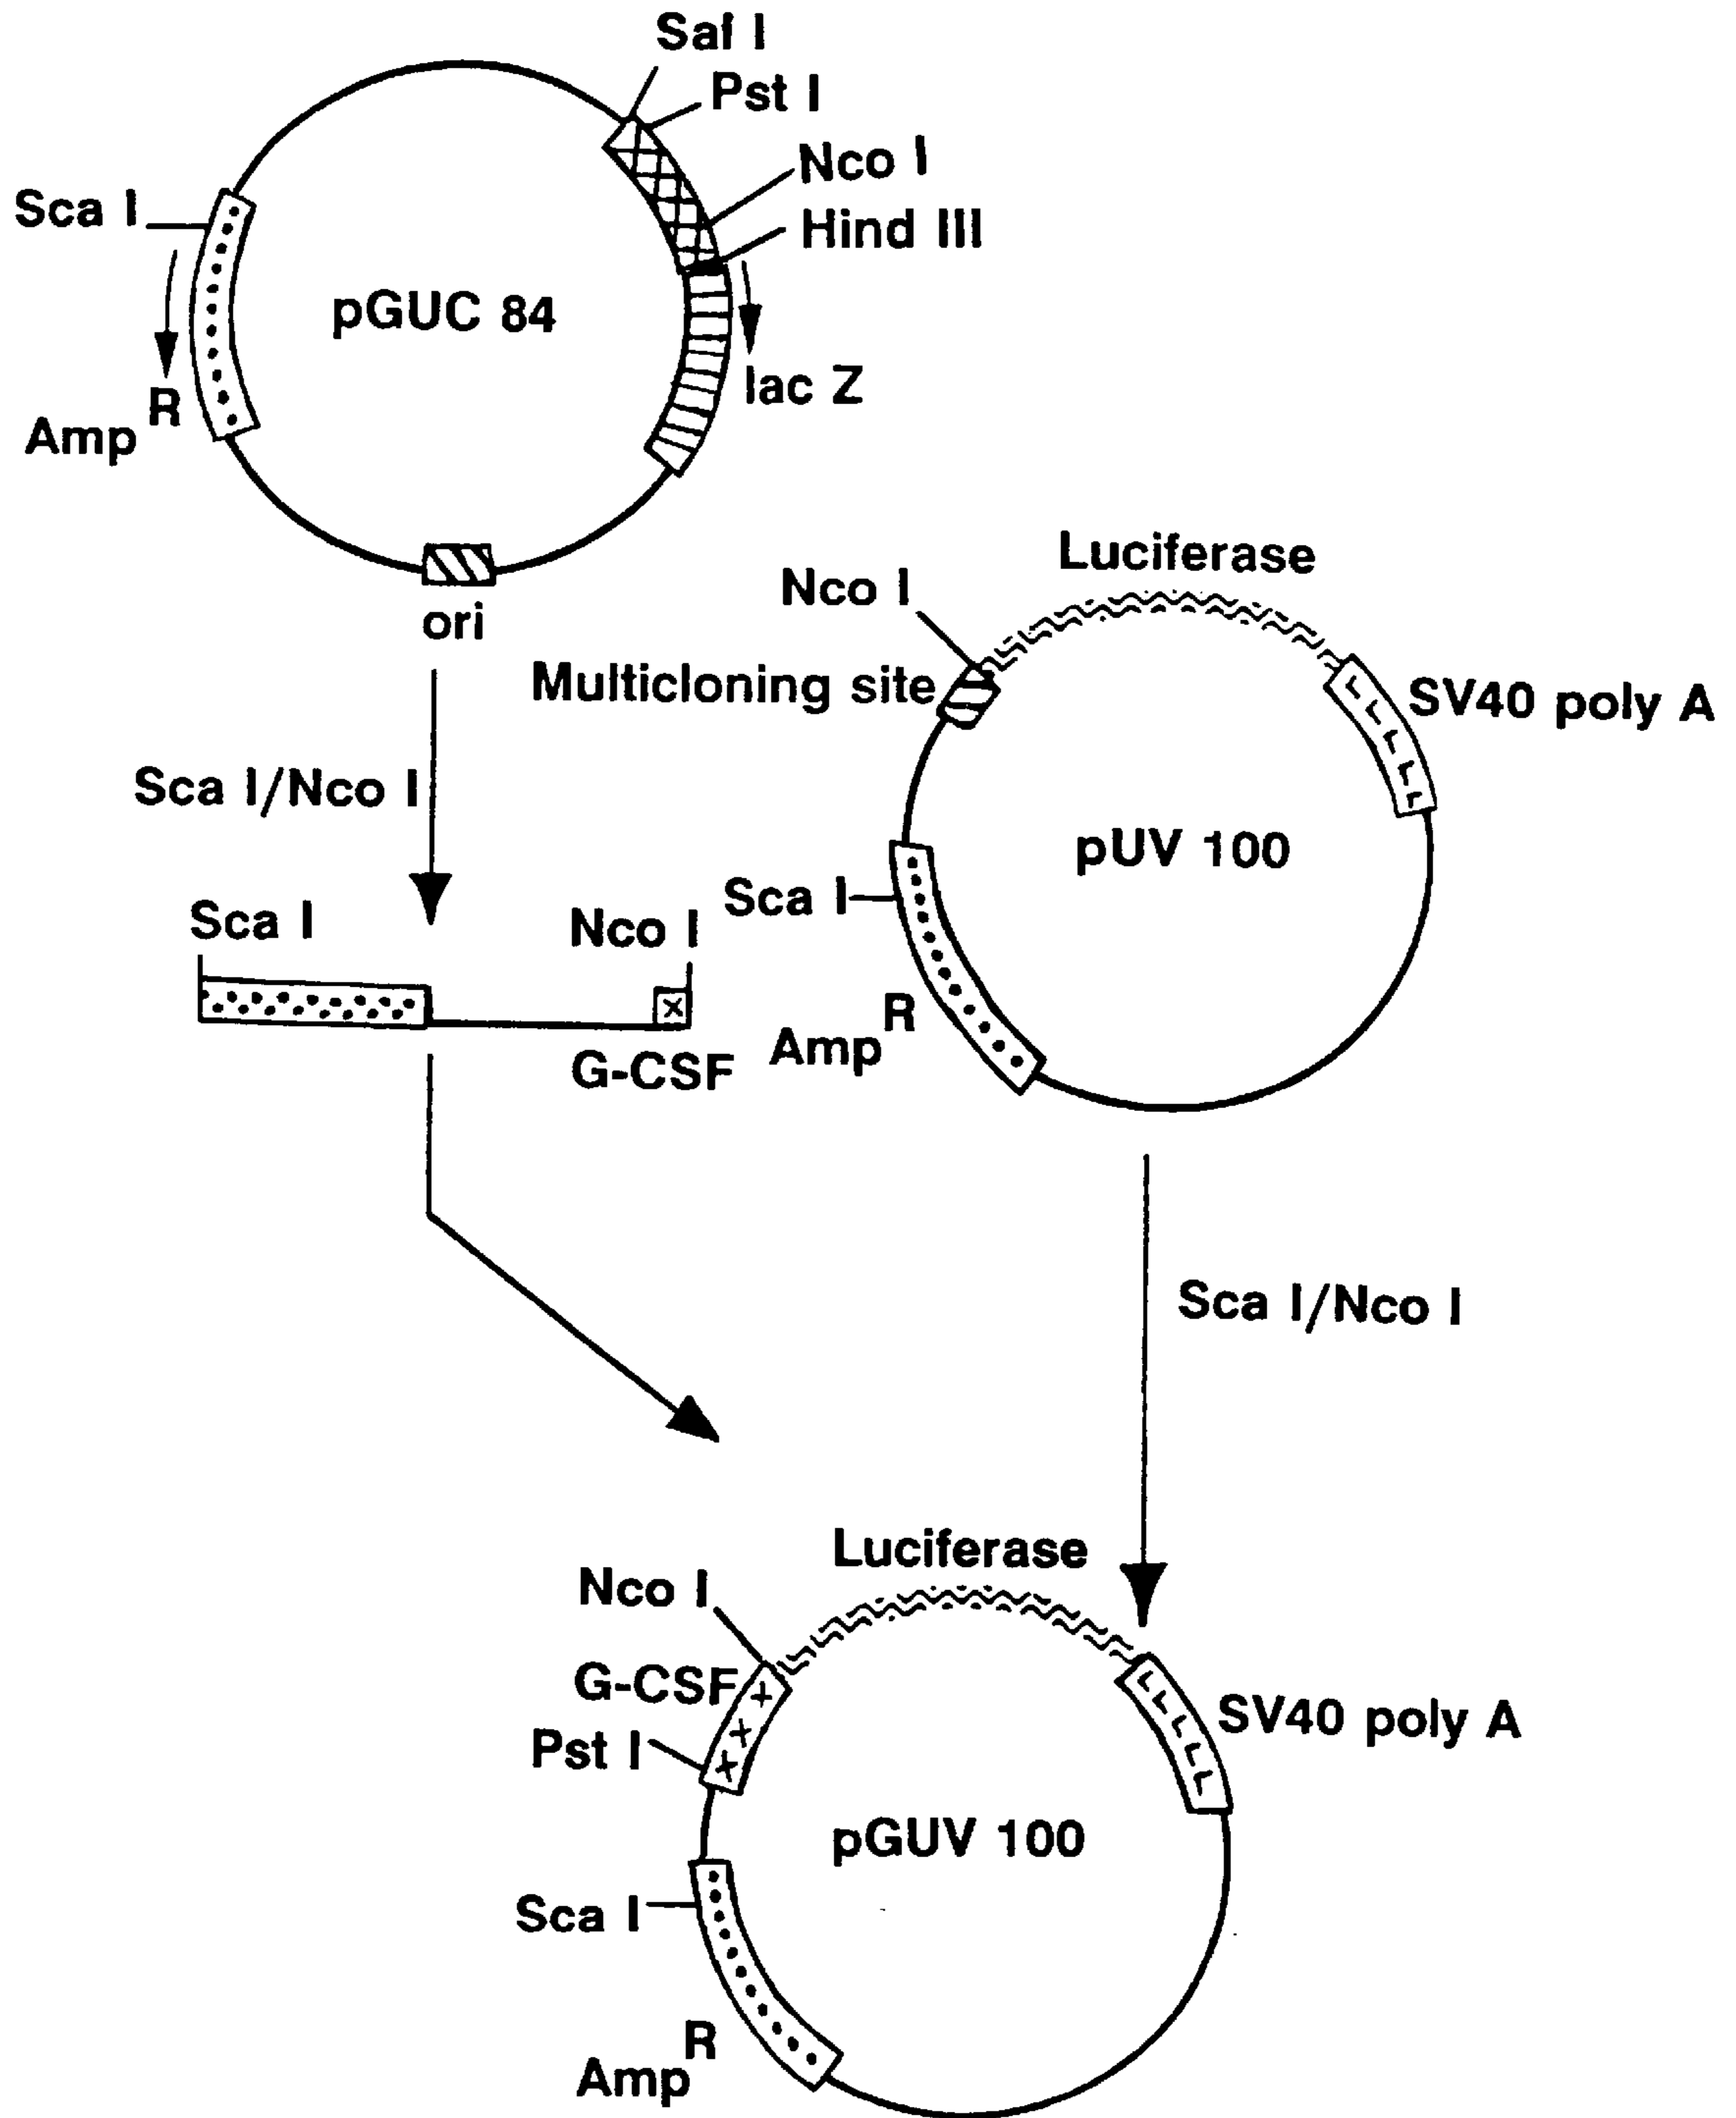 Sal I
Pst I
Nco I
Hind III
Sca I
pGUC 84
lac Z
Amp R
ori
Luciferase
Nco I
Multicloning site
SV40 poly A
Sca I/Nco I
pUV 100
Sca I
Nco I
Sca I
G-CSF
Amp R
Sca I/Nco I
Luciferase
Nco I
G-CSF
SV40 poly A
Pst I
pGUV 100
Sca I
Amp R